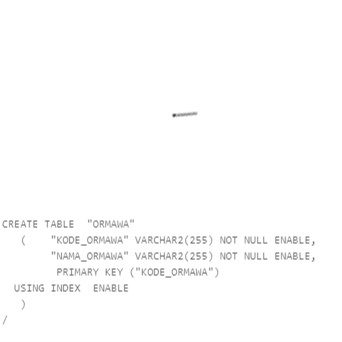 CREATE TABLE  "ORMAWA"
   (    "KODE_ORMAWA" VARCHAR2(255) NOT NULL ENABLE,
        "NAMA_ORMAWA" VARCHAR2(255) NOT NULL ENABLE,
         PRIMARY KEY ("KODE_ORMAWA")
  USING INDEX  ENABLE
   )
/